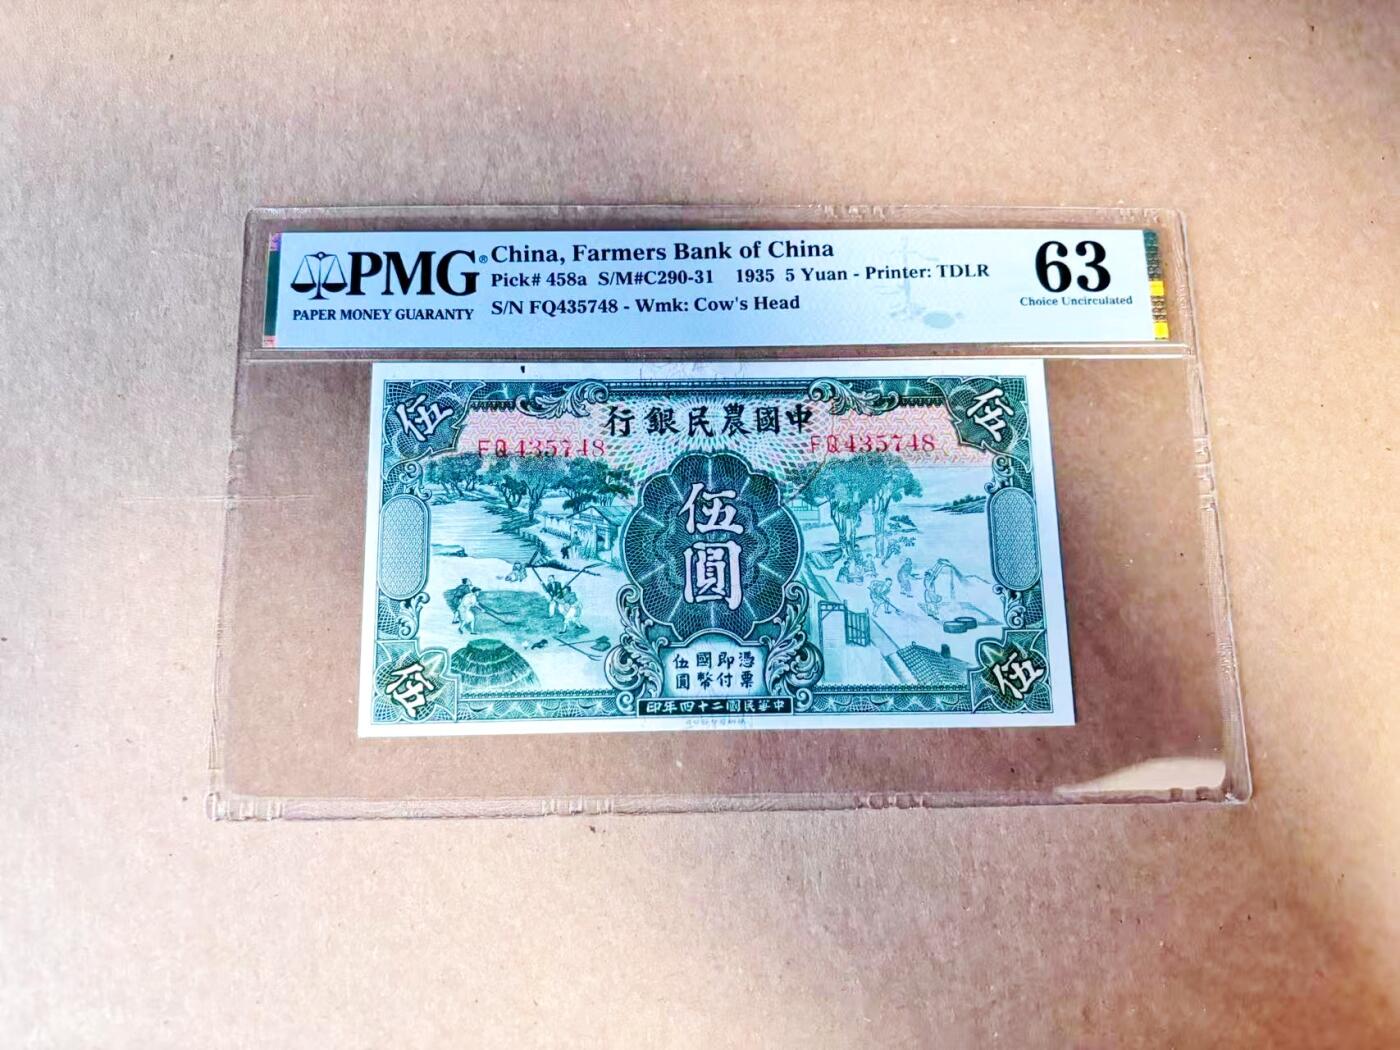 PMG®
PAPER MONEY GUARANTY
China, Farmers Bank of China
Pick# 458a S/M#C290-31 1935 5 Yuan - Printer: TDLR
S/N FQ435748 - Wmk: Cow's Head
63
Choice Uncirculated
伍
行銀民農國中
伍
FQ435748
FQ435748
伍圓
伍國即憑
圓幣付票
伍
印年四十二國民華中
伍